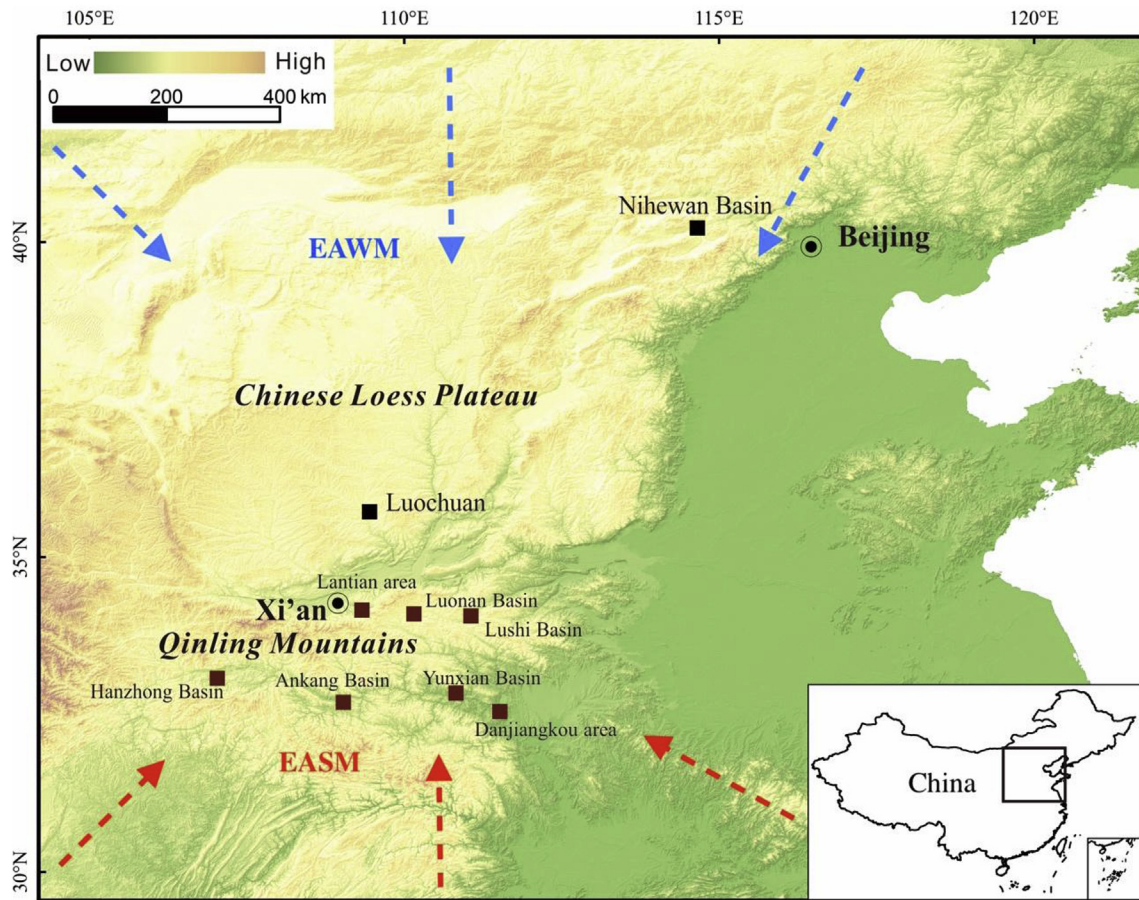 105°E
110°E
115°E
120°E
Low
High
0
200
400 km
Nihewan Basin
40°N
EAWM
Beijing
Chinese Loess Plateau
Luochuan
35°N
Lantian area
Xi’an
Luonan Basin
Lushi Basin
Qinling Mountains
Hanzhong Basin
Ankang Basin
Yunxian Basin
Danjiangkou area
EASM
China
30°N